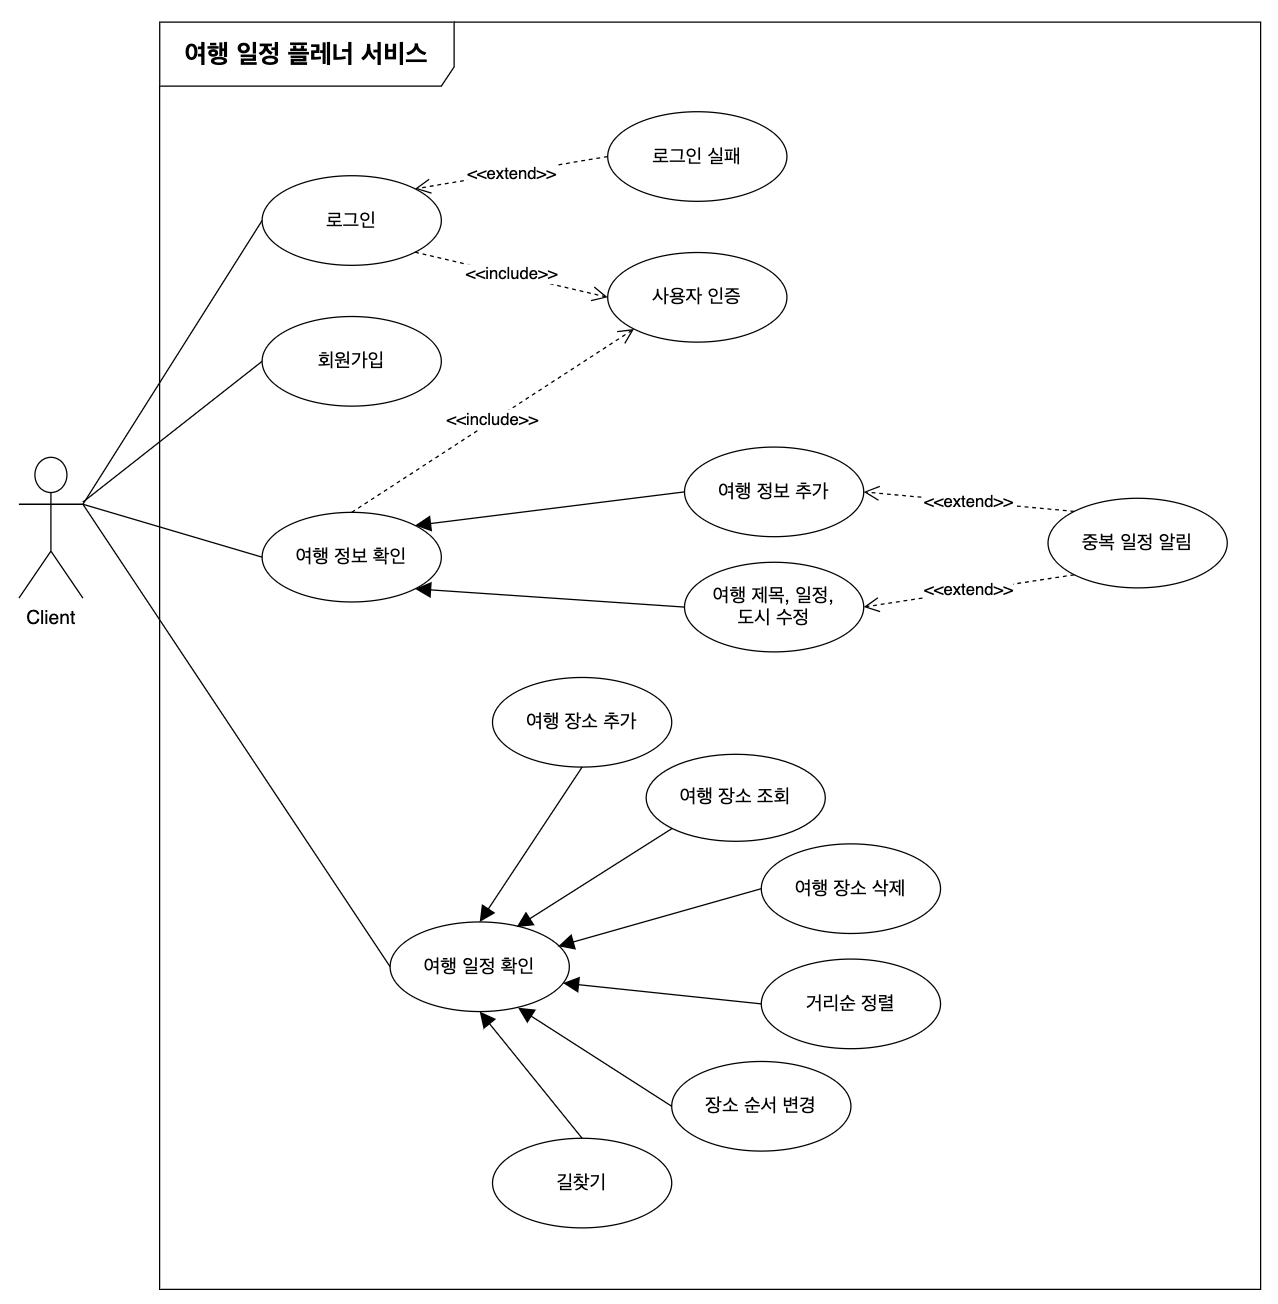 여행 일정 플레너 서비스
로그인 실패
<<extend>>
로그인
<<include>>
사용자 인증
회원가입
<<include>>
여행 정보 추가
<<extend>>
중복 일정 알림
여행 정보 확인
<<extend>>
여행 제목, 일정,
도시 수정
Client
여행 장소 추가
여행 장소 조회
여행 장소 삭제
여행 일정 확인
거리순 정렬
장소 순서 변경
길찾기